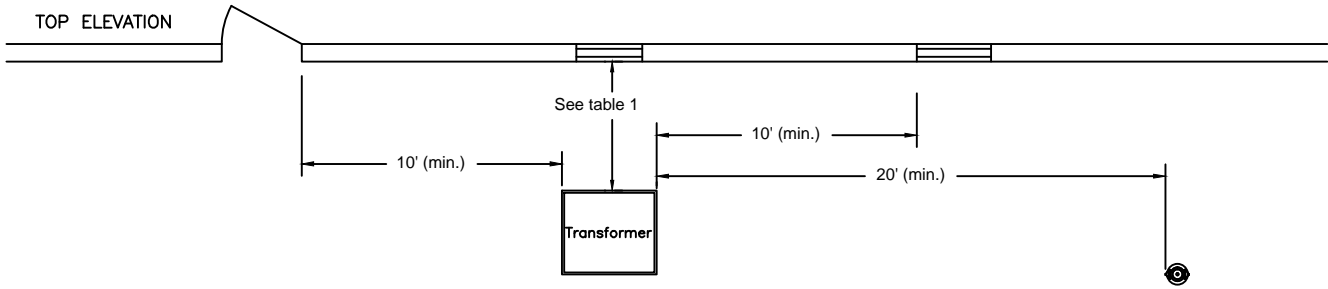 TOP ELEVATION
See table 1
10' (min.)
10' (min.)
20' (min.)
Transformer